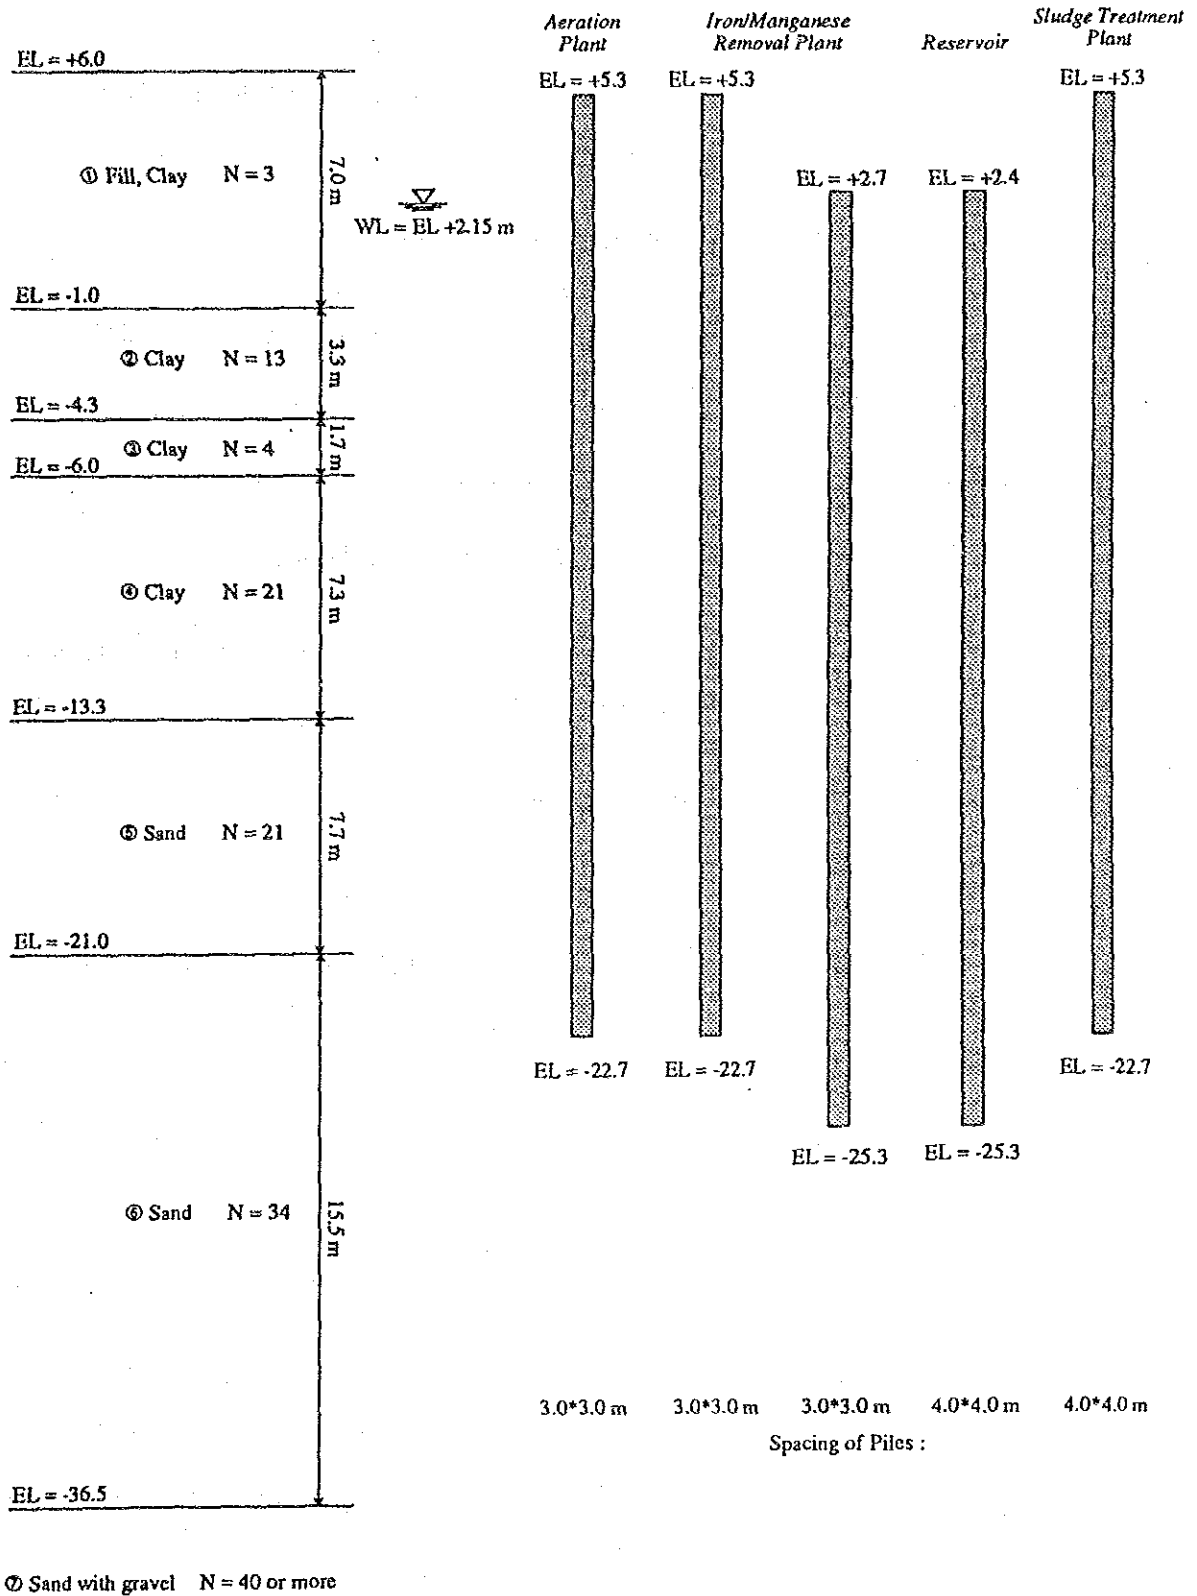 Aeration
Plant
Iron/Manganese
Removal Plant
Reservoir
Sludge Treatment
Plant
EL = +6.0
EL = +5.3
EL = +5.3
EL = +5.3
① Fill, Clay N = 3
7.0 m
WL = EL +2.15 m
EL = +2.7
EL = +2.4
EL = -1.0
② Clay N = 13
3.3 m
EL = -4.3
③ Clay N = 4
1.7 m
EL = -6.0
④ Clay N = 21
7.3 m
EL = -13.3
⑤ Sand N = 21
7.7 m
EL = -21.0
EL = -22.7
EL = -22.7
EL = -22.7
EL = -25.3
EL = -25.3
⑥ Sand N = 34
15.5 m
3.0*3.0 m
3.0*3.0 m
3.0*3.0 m
4.0*4.0 m
4.0*4.0 m
Spacing of Piles :
EL = -36.5
⑦ Sand with gravel N = 40 or more